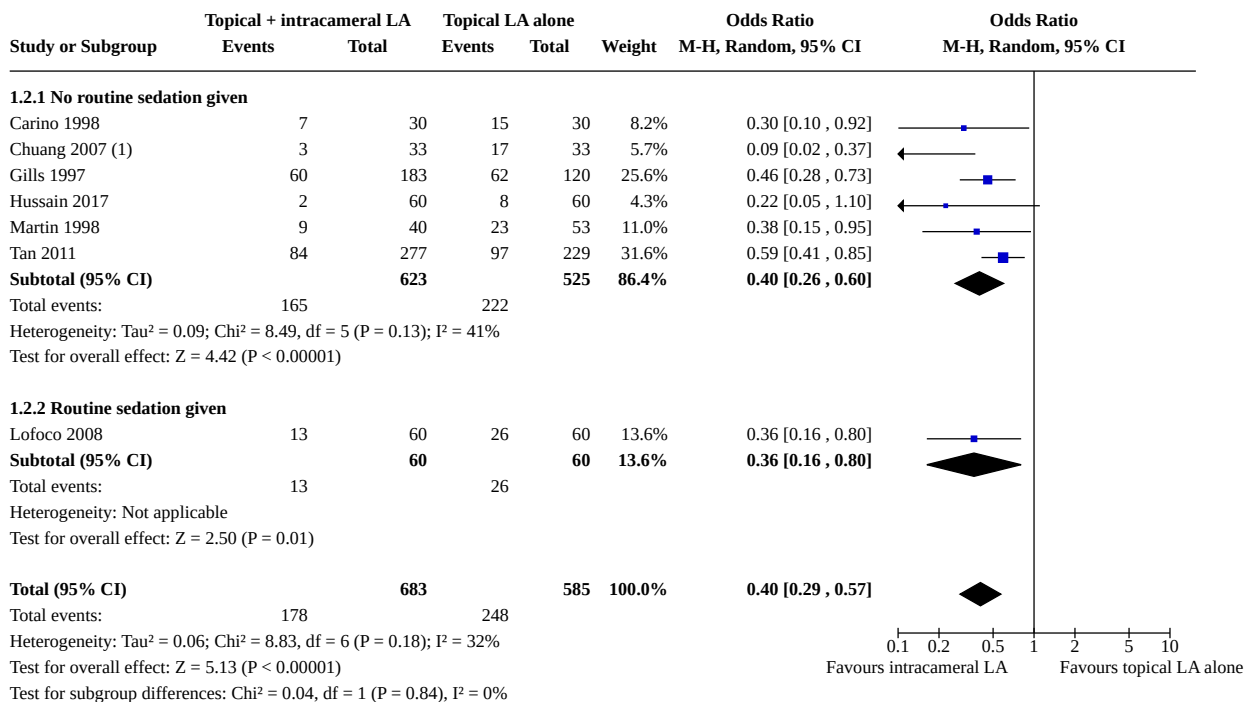 Topical + intracameral LA Topical LA alone Odds Ratio Odds Ratio
Study or Subgroup Events Total Events Total Weight M-H, Random, 95% CI M-H, Random, 95% CI
1.2.1 No routine sedation given
Carino 1998 7 30 15 30 8.2% 0.30 [0.10 , 0.92]
Chuang 2007 (1) 3 33 17 33 5.7% 0.09 [0.02 , 0.37]
Gills 1997 60 183 62 120 25.6% 0.46 [0.28 , 0.73]
Hussain 2017 2 60 8 60 4.3% 0.22 [0.05 , 1.10]
Martin 1998 9 40 23 53 11.0% 0.38 [0.15 , 0.95]
Tan 2011 84 277 97 229 31.6% 0.59 [0.41 , 0.85]
Subtotal (95% CI) 623 525 86.4% 0.40 [0.26 , 0.60]
Total events: 165 222
Heterogeneity: Tau² = 0.09; Chi² = 8.49, df = 5 (P = 0.13); I² = 41%
Test for overall effect: Z = 4.42 (P < 0.00001)
1.2.2 Routine sedation given
Lofoco 2008 13 60 26 60 13.6% 0.36 [0.16 , 0.80]
Subtotal (95% CI) 60 60 13.6% 0.36 [0.16 , 0.80]
Total events: 13 26
Heterogeneity: Not applicable
Test for overall effect: Z = 2.50 (P = 0.01)
Total (95% CI) 683 585 100.0% 0.40 [0.29 , 0.57]
Total events: 178 248
Heterogeneity: Tau² = 0.06; Chi² = 8.83, df = 6 (P = 0.18); I² = 32%
0.1 0.2 0.5 1 2 5 10
Test for overall effect: Z = 5.13 (P < 0.00001)
Favours intracameral LA Favours topical LA alone
Test for subgroup differences: Chi² = 0.04, df = 1 (P = 0.84), I² = 0%